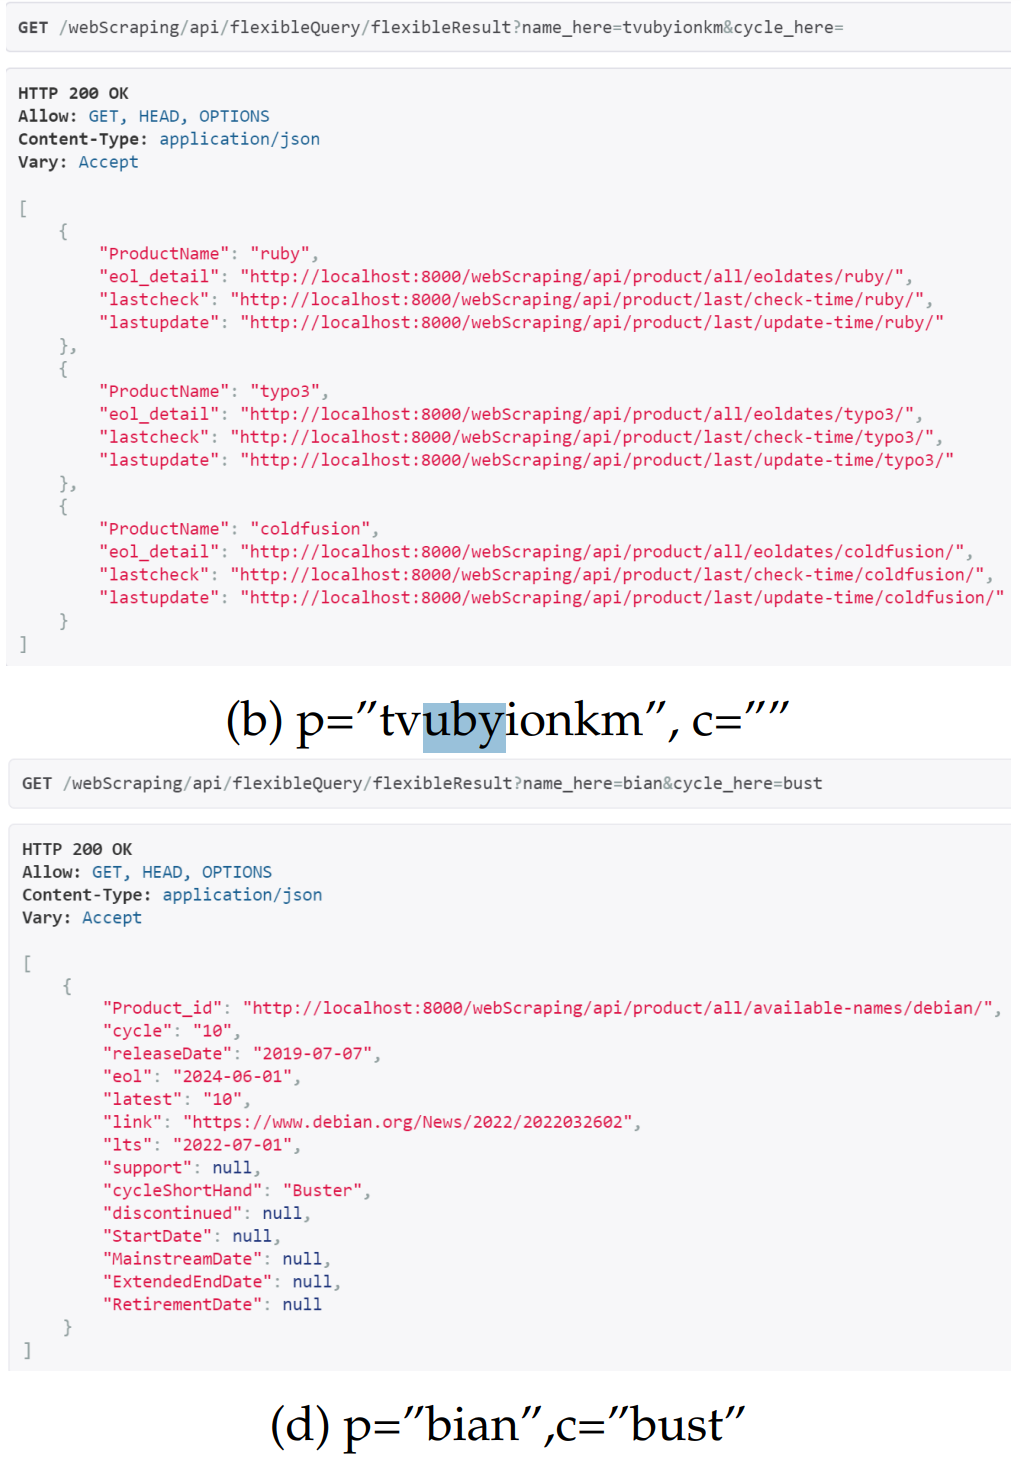 GET /webScraping/api/flexibleQuery/flexibleResult?name_here=tvubyionkm&cycle_here=
HTTP 200 OK
Allow: GET, HEAD, OPTIONS
Content-Type: application/json
Vary: Accept
[
    {
        "ProductName": "ruby",
        "eol_detail": "http://localhost:8000/webScraping/api/product/all/eoldates/ruby/",
        "lastcheck": "http://localhost:8000/webScraping/api/product/last/check-time/ruby/",
        "lastupdate": "http://localhost:8000/webScraping/api/product/last/update-time/ruby/"
    },
    {
        "ProductName": "typo3",
        "eol_detail": "http://localhost:8000/webScraping/api/product/all/eoldates/typo3/",
        "lastcheck": "http://localhost:8000/webScraping/api/product/last/check-time/typo3/",
        "lastupdate": "http://localhost:8000/webScraping/api/product/last/update-time/typo3/"
    },
    {
        "ProductName": "coldfusion",
        "eol_detail": "http://localhost:8000/webScraping/api/product/all/eoldates/coldfusion/",
        "lastcheck": "http://localhost:8000/webScraping/api/product/last/check-time/coldfusion/",
        "lastupdate": "http://localhost:8000/webScraping/api/product/last/update-time/coldfusion/"
    }
]
(b) p=”tvubyionkm”, c=””
GET /webScraping/api/flexibleQuery/flexibleResult?name_here=bian&cycle_here=bust
HTTP 200 OK
Allow: GET, HEAD, OPTIONS
Content-Type: application/json
Vary: Accept
[
    {
        "Product_id": "http://localhost:8000/webScraping/api/product/all/available-names/debian/",
        "cycle": "10",
        "releaseDate": "2019-07-07",
        "eol": "2024-06-01",
        "latest": "10",
        "link": "https://www.debian.org/News/2022/2022032602",
        "lts": "2022-07-01",
        "support": null,
        "cycleShortHand": "Buster",
        "discontinued": null,
        "StartDate": null,
        "MainstreamDate": null,
        "ExtendedEndDate": null,
        "RetirementDate": null
    }
]
(d) p=”bian”,c=”bust”